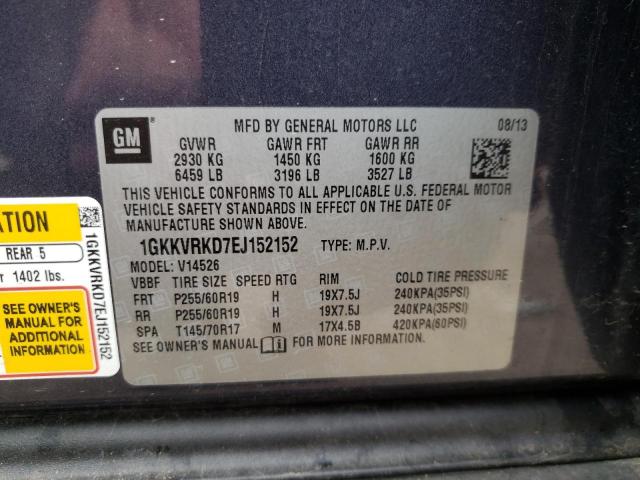 GM
MFD BY GENERAL MOTORS LLC 08/13
GVWR GAWR FRT GAWR RR
2930 KG 1450 KG 1600 KG
6459 LB 3196 LB 3527 LB
THIS VEHICLE CONFORMS TO ALL APPLICABLE U.S. FEDERAL MOTOR
VEHICLE SAFETY STANDARDS IN EFFECT ON THE DATE OF
MANUFACTURE SHOWN ABOVE.
1GKKVRKD7EJ152152 TYPE: M.P.V.
MODEL: V14526
VBBF TIRE SIZE SPEED RTG RIM COLD TIRE PRESSURE
FRT P255/60R19 H 19X7.5J 240KPA(35PSI)
RR P255/60R19 H 19X7.5J 240KPA(35PSI)
SPA T145/70R17 M 17X4.5B 420KPA(60PSI)
SEE OWNER'S MANUAL FOR MORE INFORMATION.
REAR 5
1402 lbs.
SEE OWNER'S
MANUAL FOR
ADDITIONAL
INFORMATION
1GKKVRKD7EJ152152